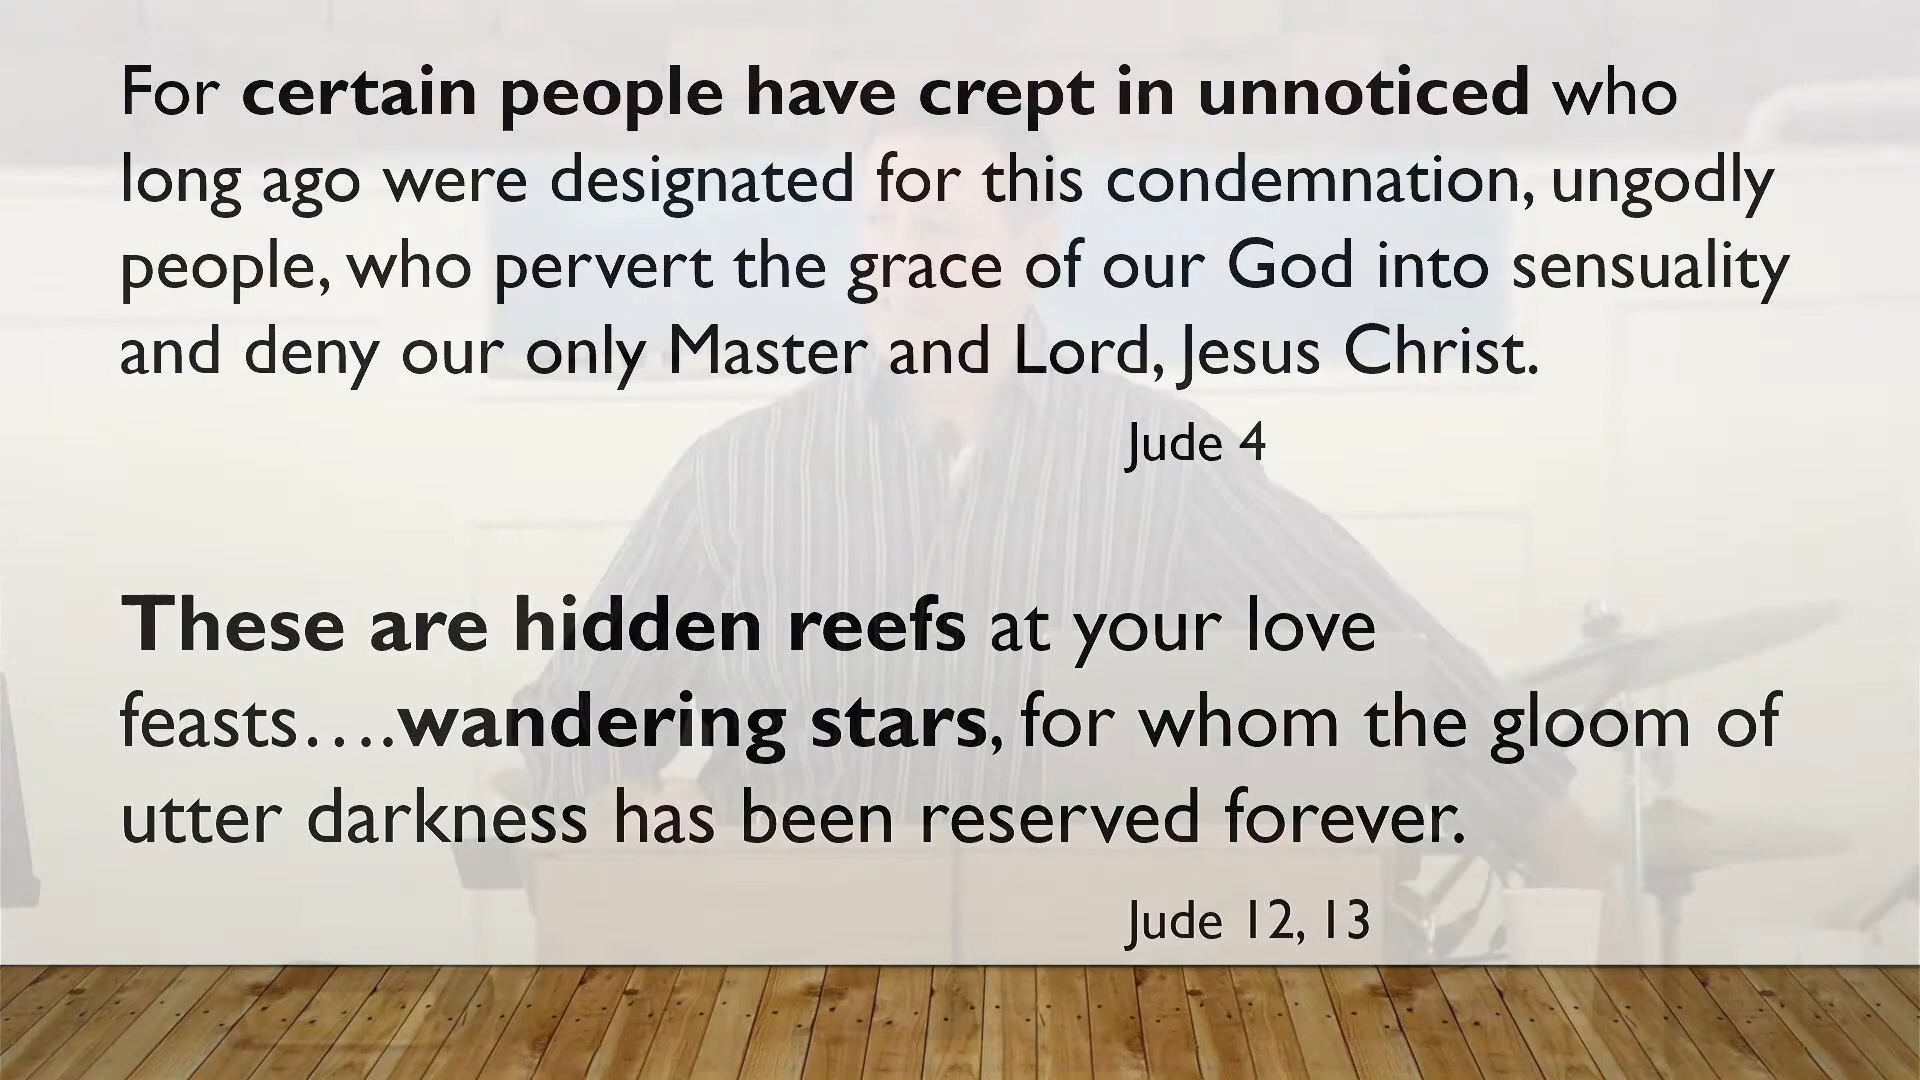 For certain people have crept in unnoticed who
long ago were designated for this condemnation, ungodly
people, who pervert the grace of our God into sensuality
and deny our only Master and Lord, Jesus Christ.
Jude 4
These are hidden reefs at your love
feasts….wandering stars, for whom the gloom of
utter darkness has been reserved forever.
Jude 12, 13